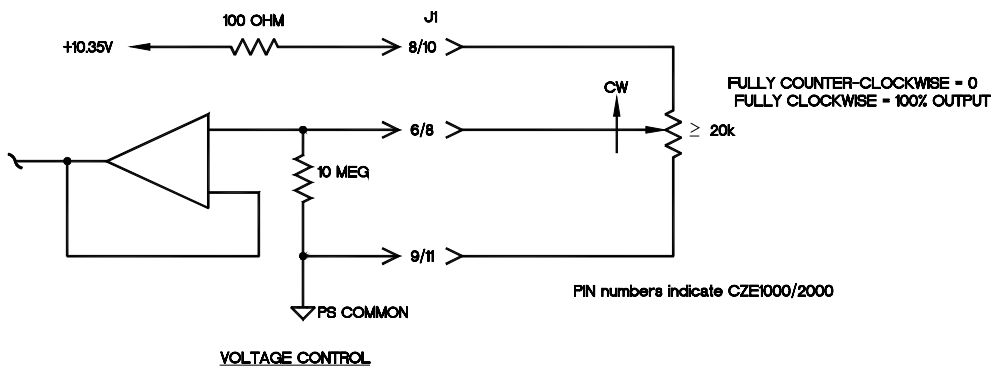 100 OHM
J1
+10.35V
8/10
FULLY COUNTER-CLOCKWISE = 0
FULLY CLOCKWISE = 100% OUTPUT
CW
6/8
≥ 20k
10 MEG
9/11
PIN numbers indicate CZE1000/2000
PS COMMON
VOLTAGE CONTROL